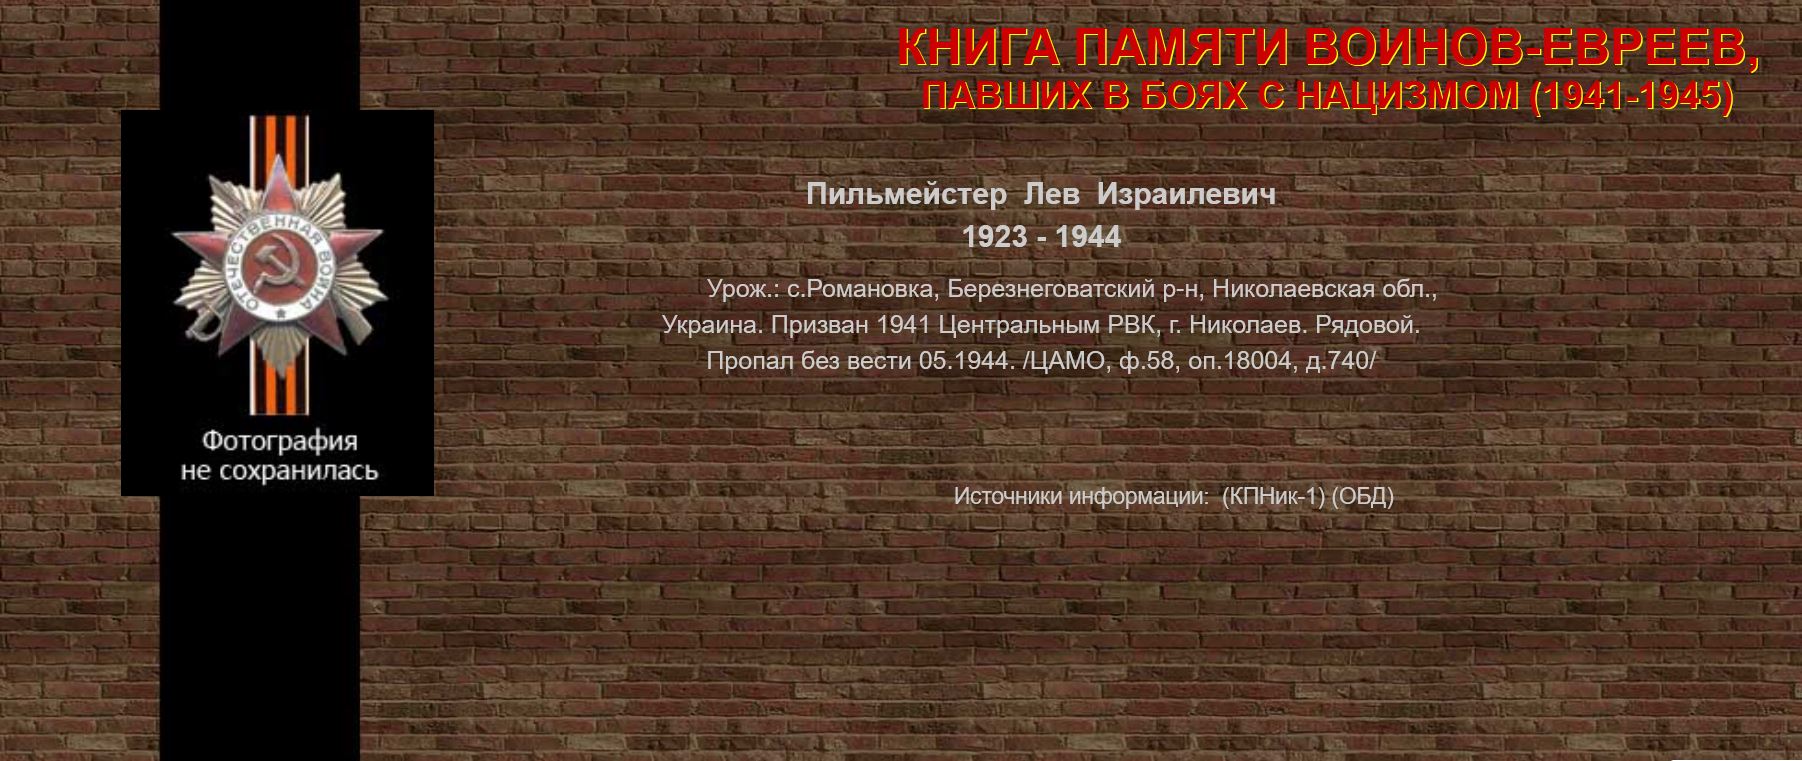 КНИГА ПАМЯТИ ВОИНОВ-ЕВРЕЕВ,
ПАВШИХ В БОЯХ С НАЦИЗМОМ (1941-1945)
Пильмейстер Лев Израилевич
1923 - 1944
Урож.: с.Романовка, Березнеговатский р-н, Николаевская обл.,
Украина. Призван 1941 Центральным РВК, г. Николаев. Рядовой.
Пропал без вести 05.1944. /ЦАМО, ф.58, оп.18004, д.740/
ОТЕЧЕСТВЕННАЯ ВОЙНА
Фотография
не сохранилась
Источники информации: (КПНик-1) (ОБД)